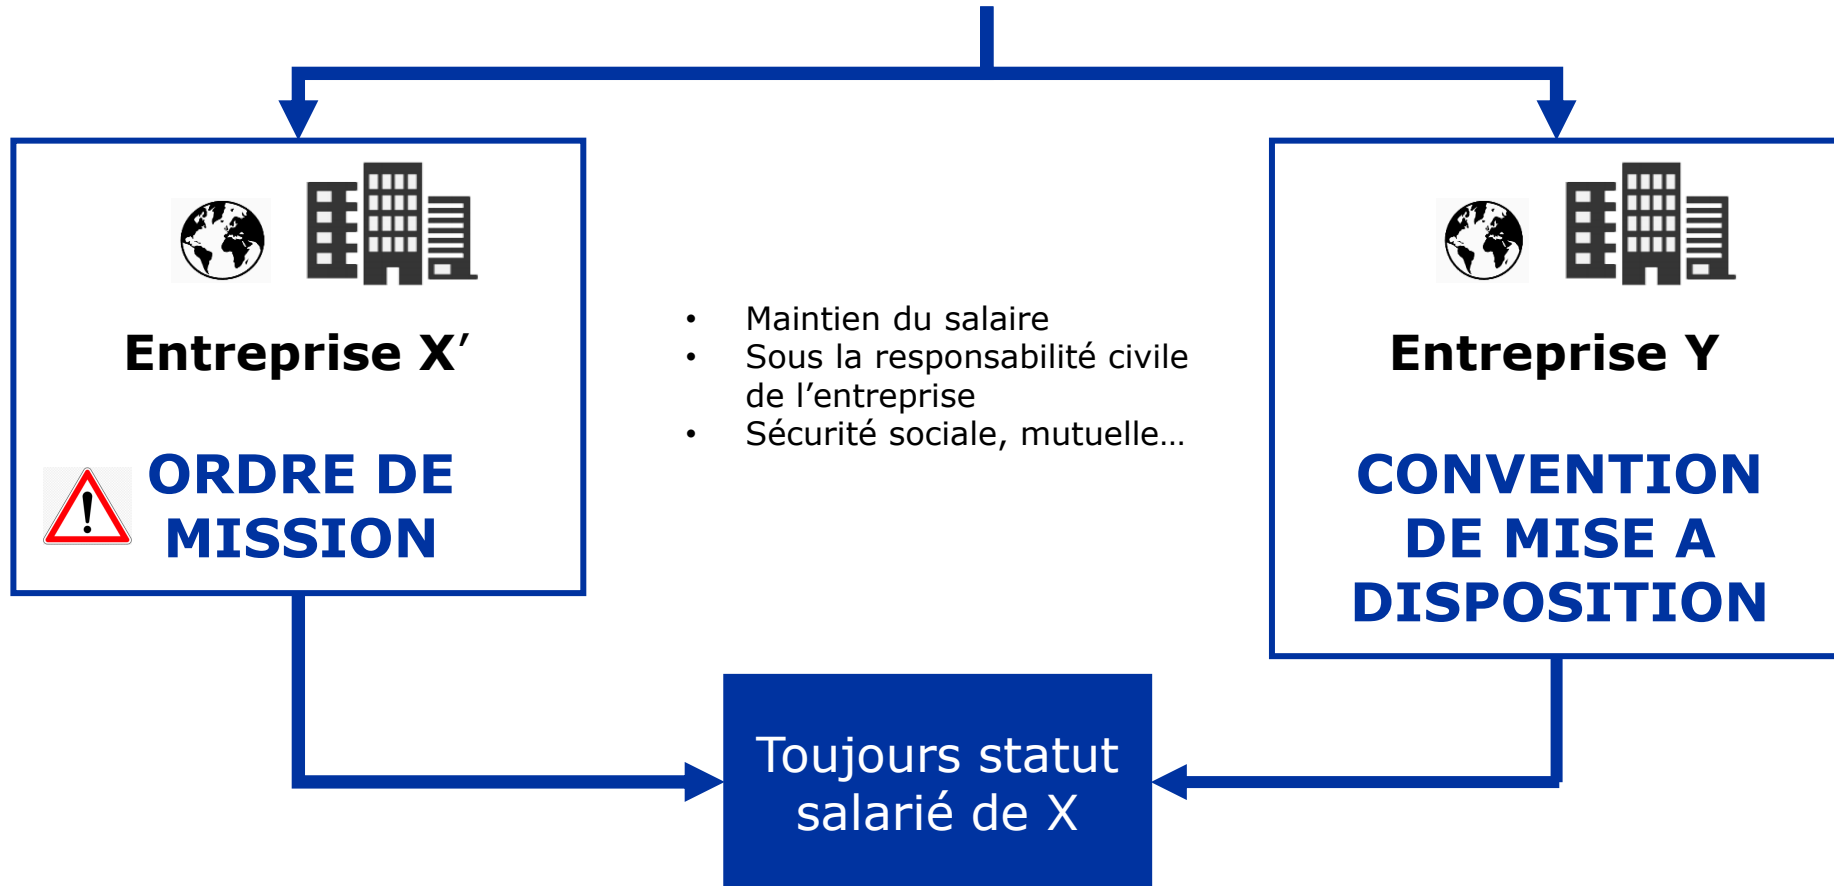 Entreprise X’
ORDRE DE
MISSION
• Maintien du salaire
• Sous la responsabilité civile
de l’entreprise
• Sécurité sociale, mutuelle…
Entreprise Y
CONVENTION
DE MISE A
DISPOSITION
Toujours statut
salarié de X